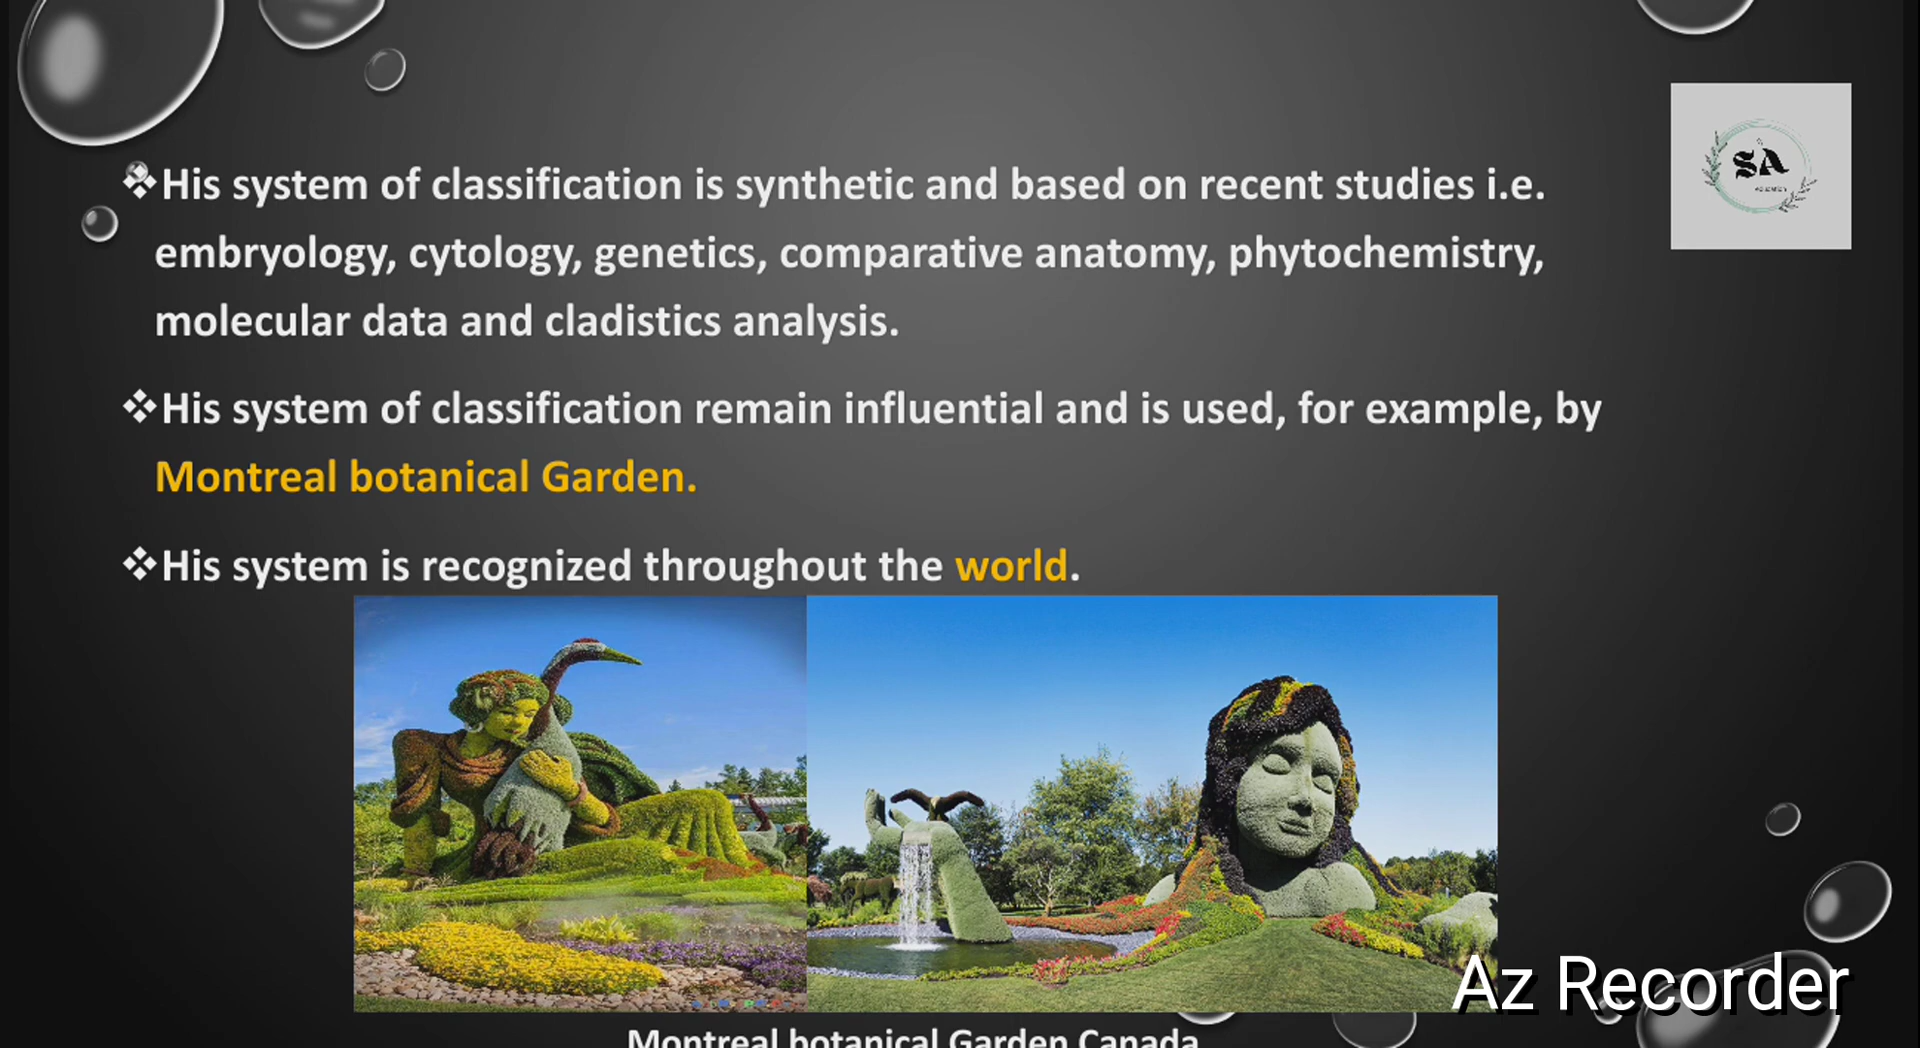 ❖His system of classification is synthetic and based on recent studies i.e.
embryology, cytology, genetics, comparative anatomy, phytochemistry,
molecular data and cladistics analysis.
❖His system of classification remain influential and is used, for example, by
Montreal botanical Garden.
❖His system is recognized throughout the world.
SA
education
Az Recorder
Montreal botanical Garden Canada